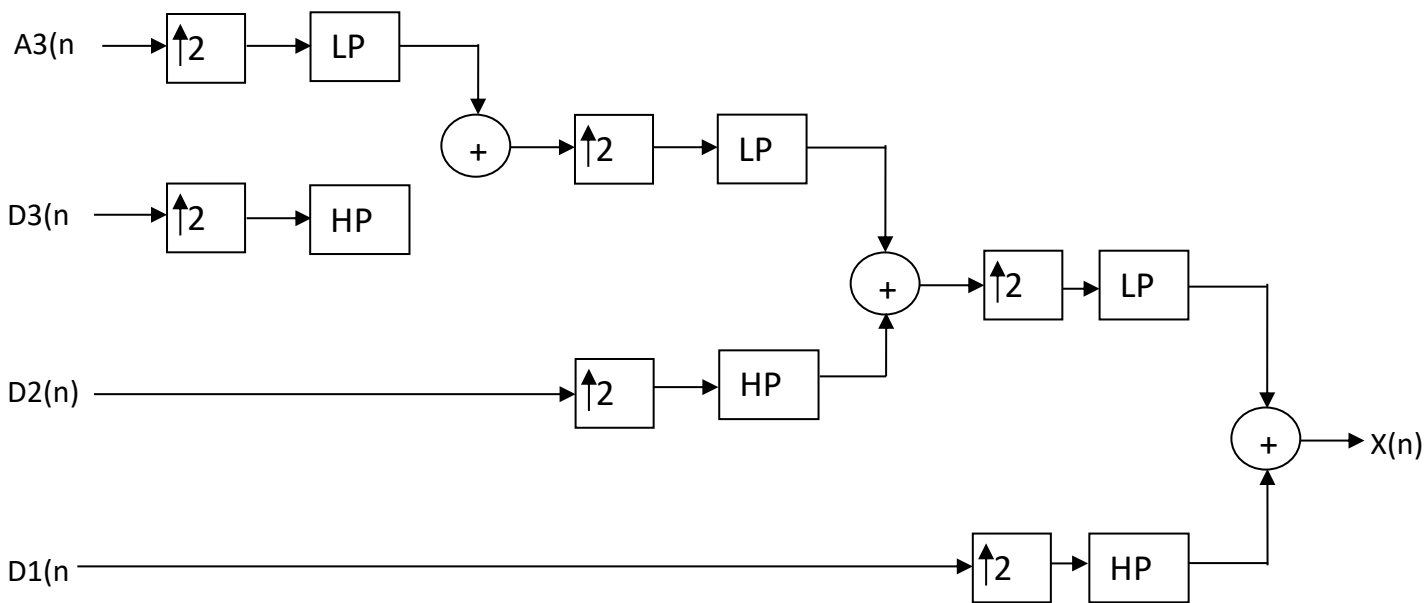 A3(n
↑2
LP
+
↑2
LP
D3(n
↑2
HP
+
↑2
LP
D2(n)
↑2
HP
+
X(n)
D1(n
↑2
HP